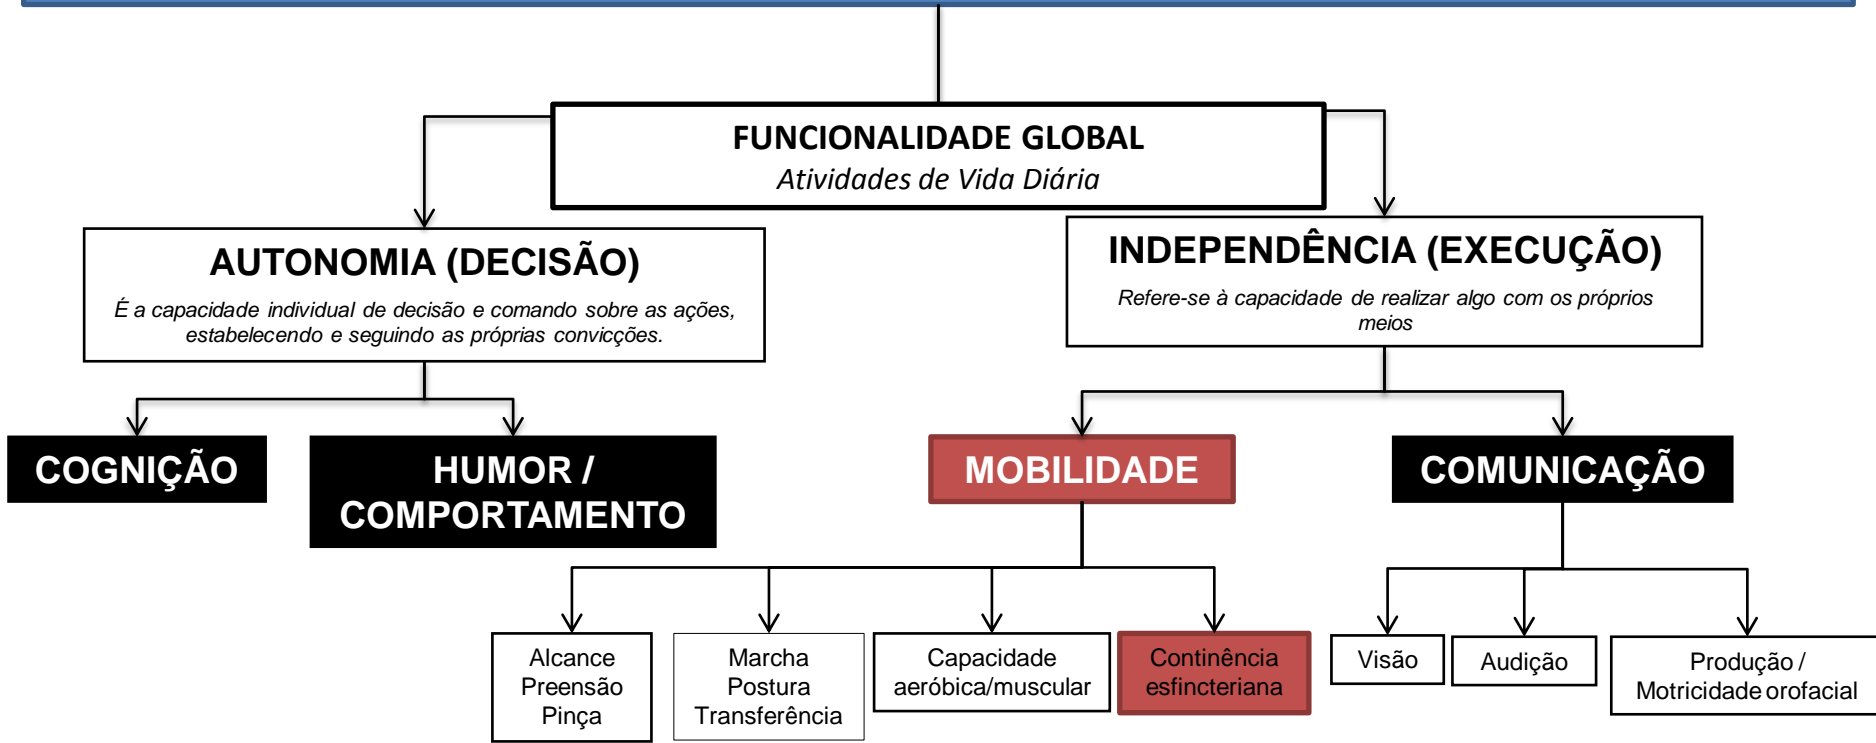 FUNCIONALIDADE GLOBAL
Atividades de Vida Diária
AUTONOMIA (DECISÃO)
É a capacidade individual de decisão e comando sobre as ações,
estabelecendo e seguindo as próprias convicções.
INDEPENDÊNCIA (EXECUÇÃO)
Refere-se à capacidade de realizar algo com os próprios
meios
COGNIÇÃO
HUMOR /
COMPORTAMENTO
MOBILIDADE
COMUNICAÇÃO
Alcance
Preensão
Pinça
Marcha
Postura
Transferência
Capacidade
aeróbica/muscular
Continência
esfincteriana
Visão
Audição
Produção /
Motricidade orofacial